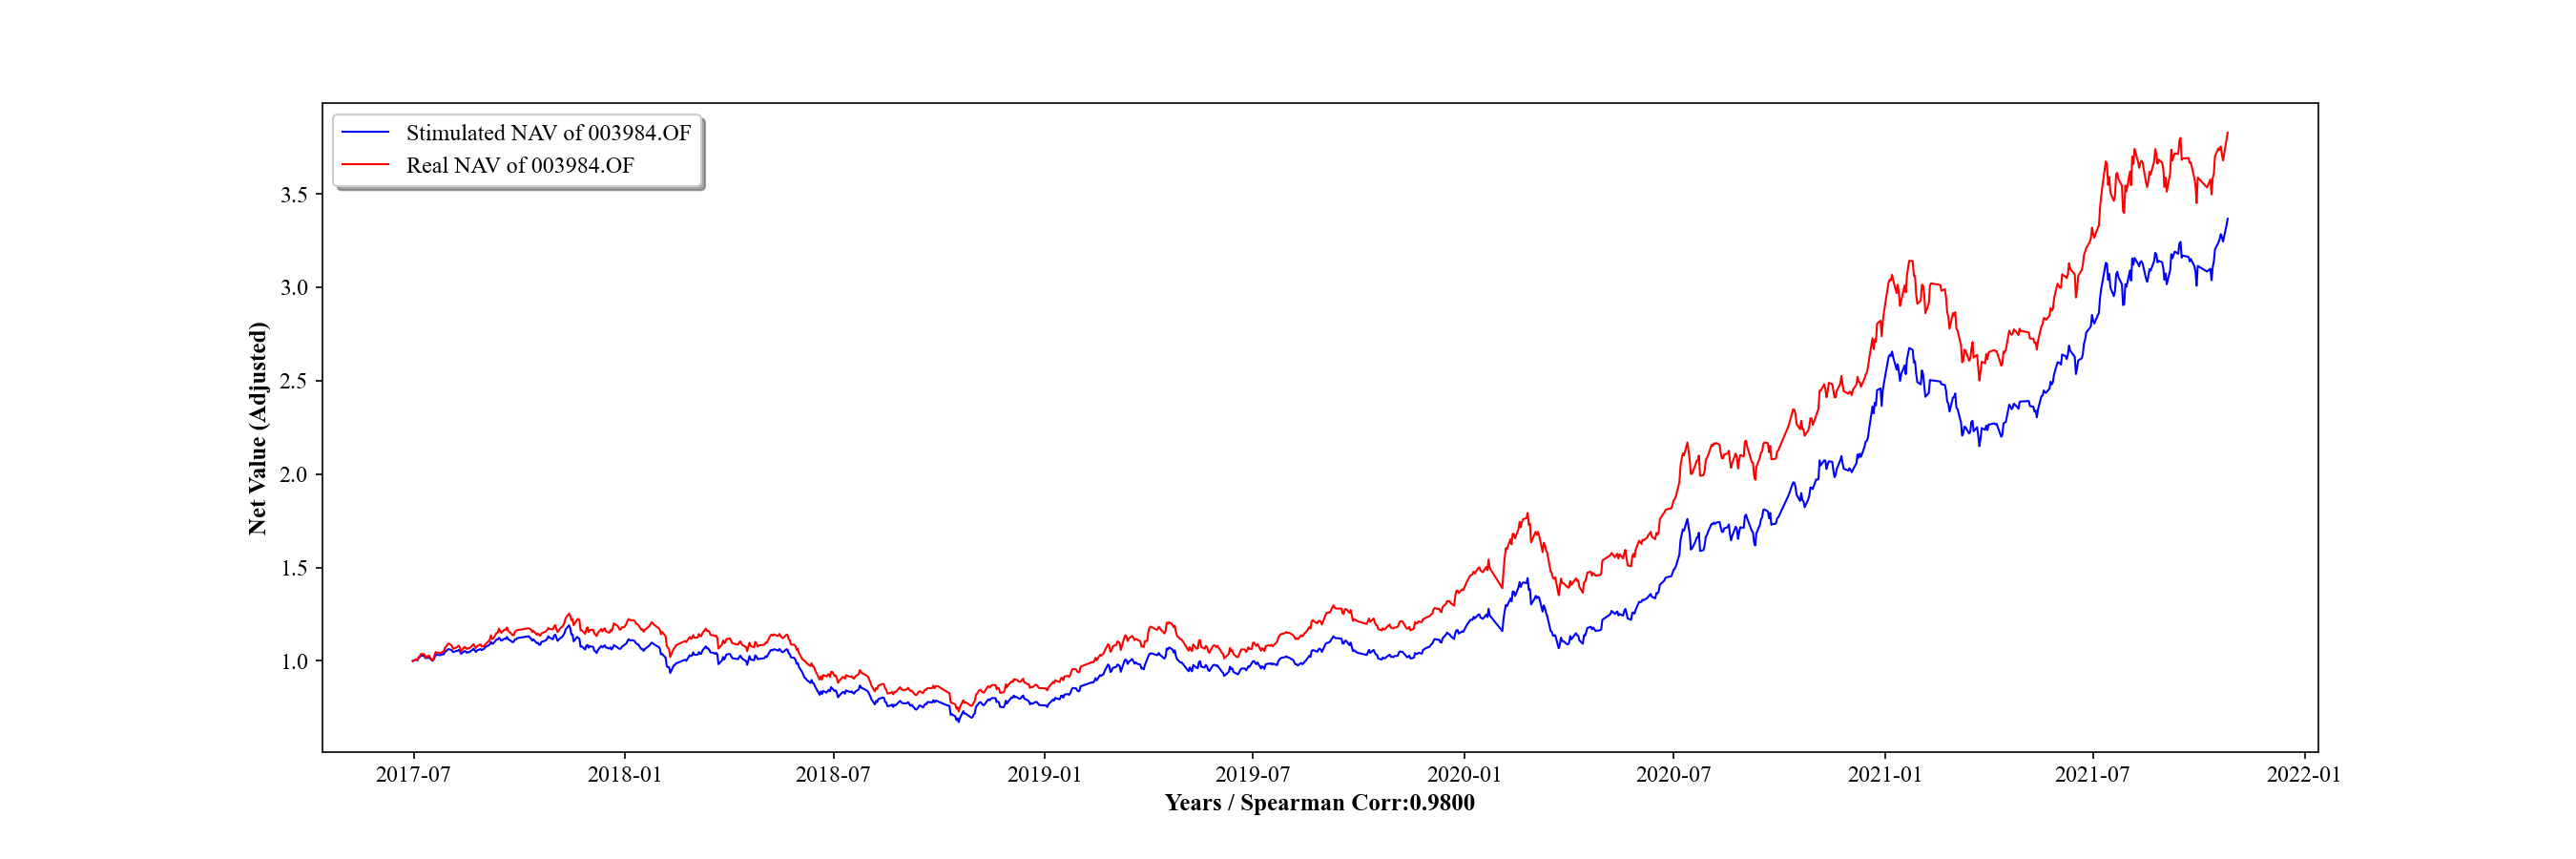 Stimulated NAV of 003984.OF
Real NAV of 003984.OF
3.5
3.0
2.5
2.0
1.5
1.0
Net Value (Adjusted)
2017-07 2018-01 2018-07 2019-01 2019-07 2020-01 2020-07 2021-01 2021-07 2022-01
Years / Spearman Corr:0.9800